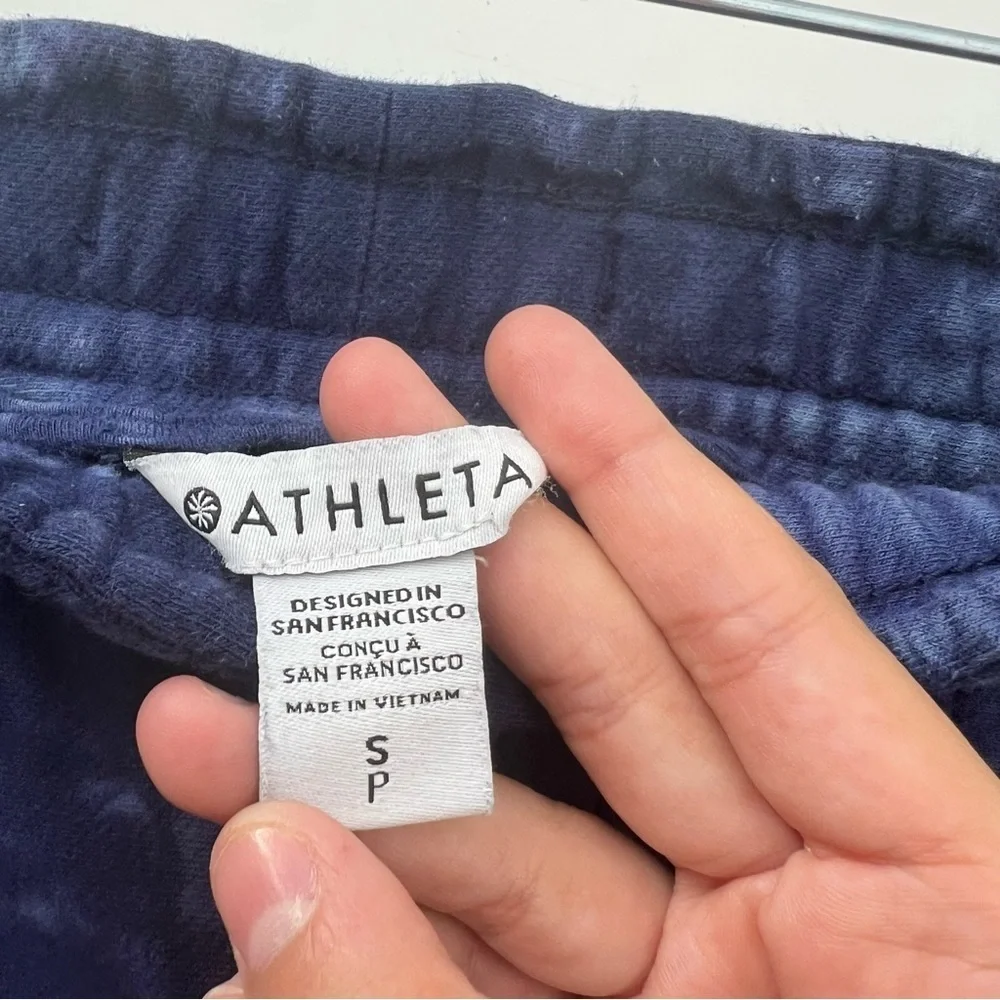 ATHLETA
DESIGNED IN
SAN FRANCISCO
CONÇU À
SAN FRANCISCO
MADE IN VIETNAM
S
P